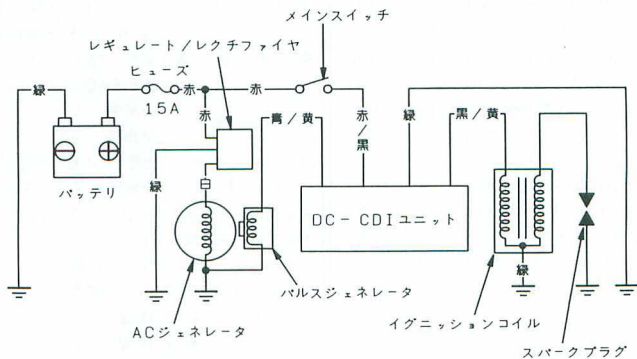 メインスイッチ
レギュレート/レクチファイヤ
ヒューズ
緑
赤
赤
15A
赤
青/黄
赤/黒
緑
黒/黄
バッテリ
緑
白
DC-CDIユニット
緑
パルスジェネレータ
ACジェネレータ
イグニッションコイル
スパークプラグ